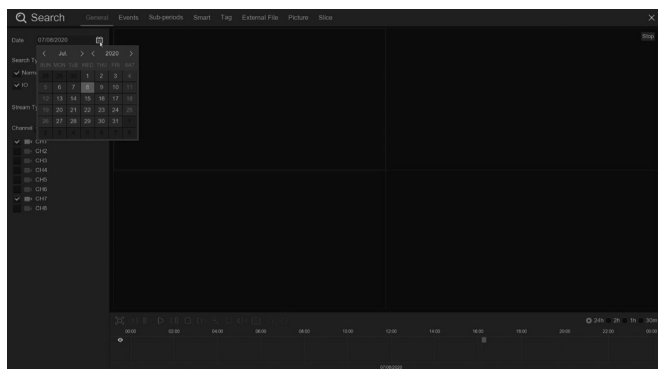 Search General Events Sub-periods Smart Tag External File Picture Slice
Stop
Date 07/08/2020
Jul. 2020
SUN MON TUE WED THU FRI SAT
1 2 3 4
5 6 7 8 9 10 11
12 13 14 15 16 17 18
19 20 21 22 23 24 25
26 27 28 29 30 31
Search Ty
Norm
IO
Stream Ty
Channel
CH1
CH2
CH3
CH4
CH5
CH6
CH7
CH8
24h 2h 1h 30m
00:00 02:00 04:00 06:00 08:00 10:00 12:00 14:00 16:00 18:00 20:00 22:00 00:00
07/08/2020